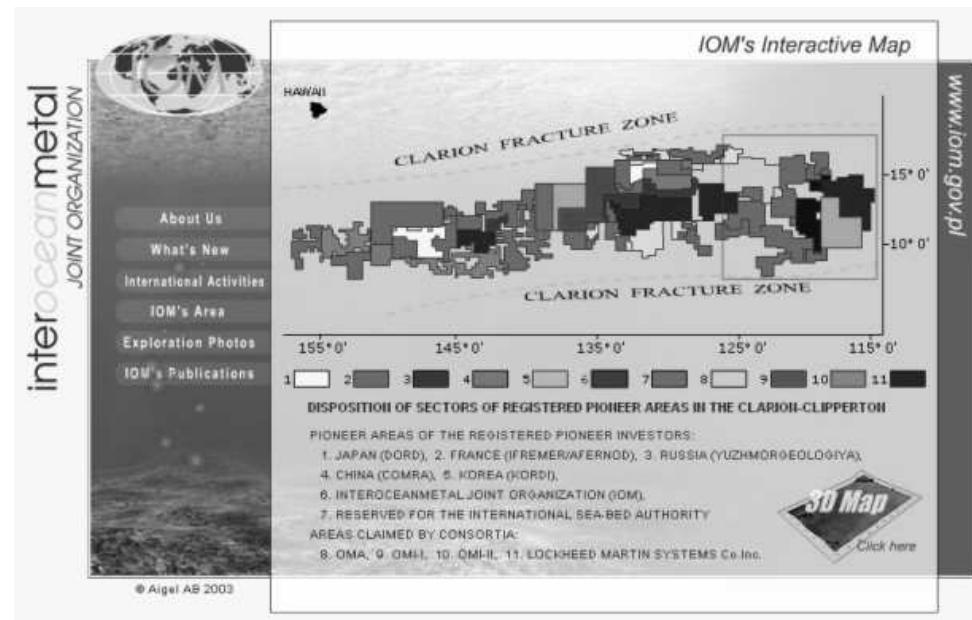 IOM's Interactive Map
interoceanmetal
JOINT ORGANIZATION
IOM
www.iom.gov.pl
About Us
What's New
International Activities
IOM's Area
Exploration Photos
IOM's Publications
HAWAII
CLARION FRACTURE ZONE
15° 0'
10° 0'
CLARION FRACTURE ZONE
155° 0' 145° 0' 135° 0' 125° 0' 115° 0'
1 2 3 4 5 6 7 8 9 10 11
DISPOSITION OF SECTORS OF REGISTERED PIONEER AREAS IN THE CLARION-CLIPPERTON
PIONEER AREAS OF THE REGISTERED PIONEER INVESTORS:
1. JAPAN (DORD), 2. FRANCE (IFREMER/AFERNOD), 3. RUSSIA (YUZHMORGEOLOGIYA),
4. CHINA (COMRA), 5. KOREA (KORDI),
6. INTEROCEANMETAL JOINT ORGANIZATION (IOM),
7. RESERVED FOR THE INTERNATIONAL SEA-BED AUTHORITY
AREAS CLAIMED BY CONSORTIA:
8. OMA, 9. OMI-I, 10. OMI-II, 11. LOCKHEED MARTIN SYSTEMS Co.Inc.
3D Map
Click here
© Aigel AB 2003